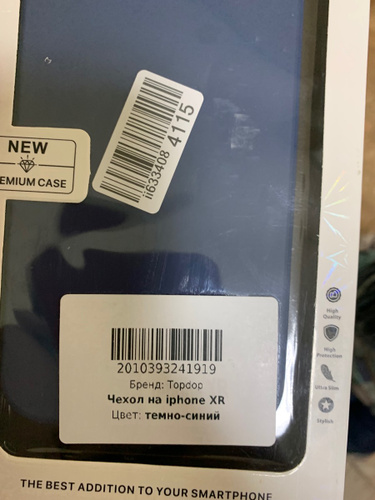 NEW
EMIUM CASE
ii633408 4115
2010393241919
Бренд: Topdop
Чехол на iphone XR
Цвет: темно-синий
High
Quality
High
Protection
Ultra Slim
Stylish
THE BEST ADDITION TO YOUR SMARTPHONE